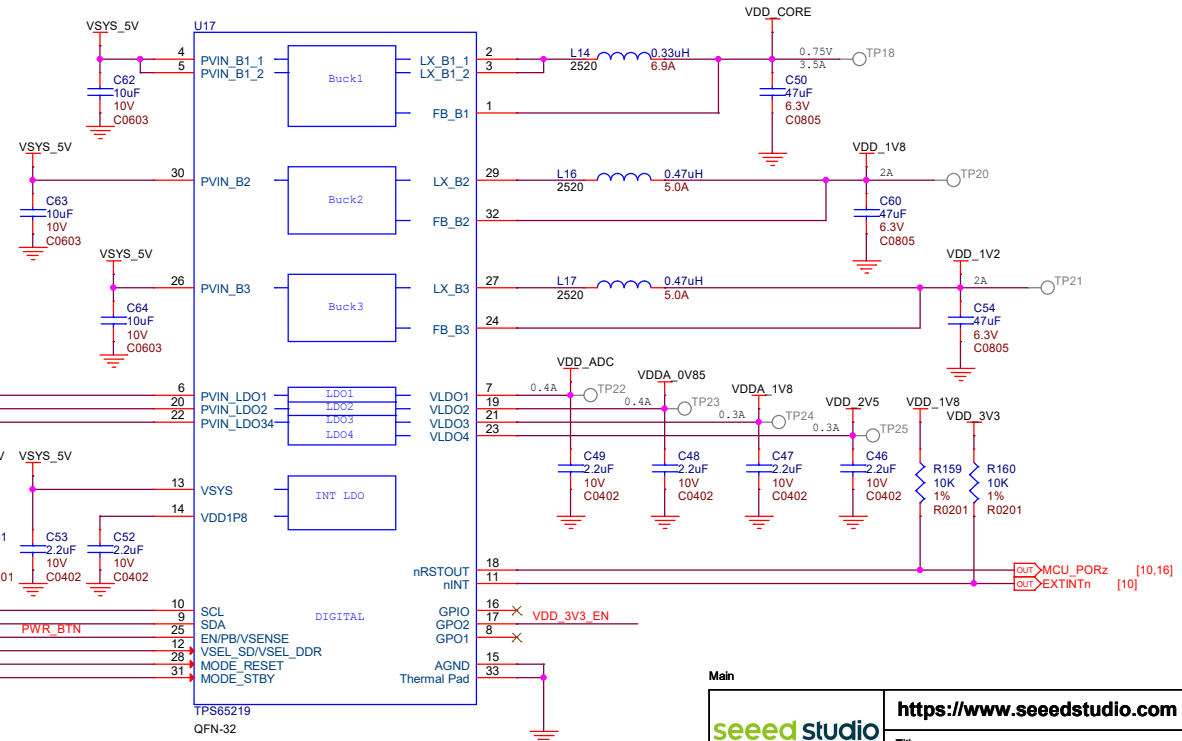 VDD_CORE
VSYS_5V
U17
4 PVIN_B1_1 Buck1 LX_B1_1 2 L14 0.33uH 0.75V TP18
5 PVIN_B1_2 LX_B1_2 3 2520 6.9A 3.5A
C62
10uF
10V
C0603
C50
47uF
6.3V
C0805
FB_B1 1
VSYS_5V
VDD_1V8
30 PVIN_B2 Buck2 LX_B2 29 L16 0.47uH 2A TP20
2520 5.0A
C63
10uF
10V
C0603
C60
47uF
6.3V
C0805
FB_B2 32
VSYS_5V
VDD_1V2
26 PVIN_B3 Buck3 LX_B3 27 L17 0.47uH 2A TP21
2520 5.0A
C64
10uF
10V
C0603
C54
47uF
6.3V
C0805
FB_B3 24
VDD_ADC
VDDA_0V85
VDDA_1V8
VDD_2V5
VDD_1V8
VDD_3V3
6 PVIN_LDO1 LDO1 VLDO1 7 0.4A TP22
20 PVIN_LDO2 LDO2 VLDO2 19 0.4A TP23
22 PVIN_LDO34 LDO3 VLDO3 21 0.3A TP24
LDO4 VLDO4 23 0.3A TP25
C49
2.2uF
10V
C0402
C48
2.2uF
10V
C0402
C47
2.2uF
10V
C0402
C46
2.2uF
10V
C0402
R159
10K
1%
R0201
R160
10K
1%
R0201
V VSYS_5V
13 VSYS INT LDO
14 VDD1P8
1
01
C53
2.2uF
10V
C0402
C52
2.2uF
10V
C0402
nRSTOUT 18 OUT MCU_PORz [10,16]
nINT 11 OUT EXTINTn [10]
10 SCL DIGITAL GPIO 16
9 SDA GPO2 17 VDD_3V3_EN
PWR_BTN 25 EN/PB/VSENSE GPO1 8
12 VSEL_SD/VSEL_DDR
28 MODE_RESET AGND 15
31 MODE_STBY Thermal Pad 33
TPS65219
QFN-32
Main
seeed studio
https://www.seeedstudio.com